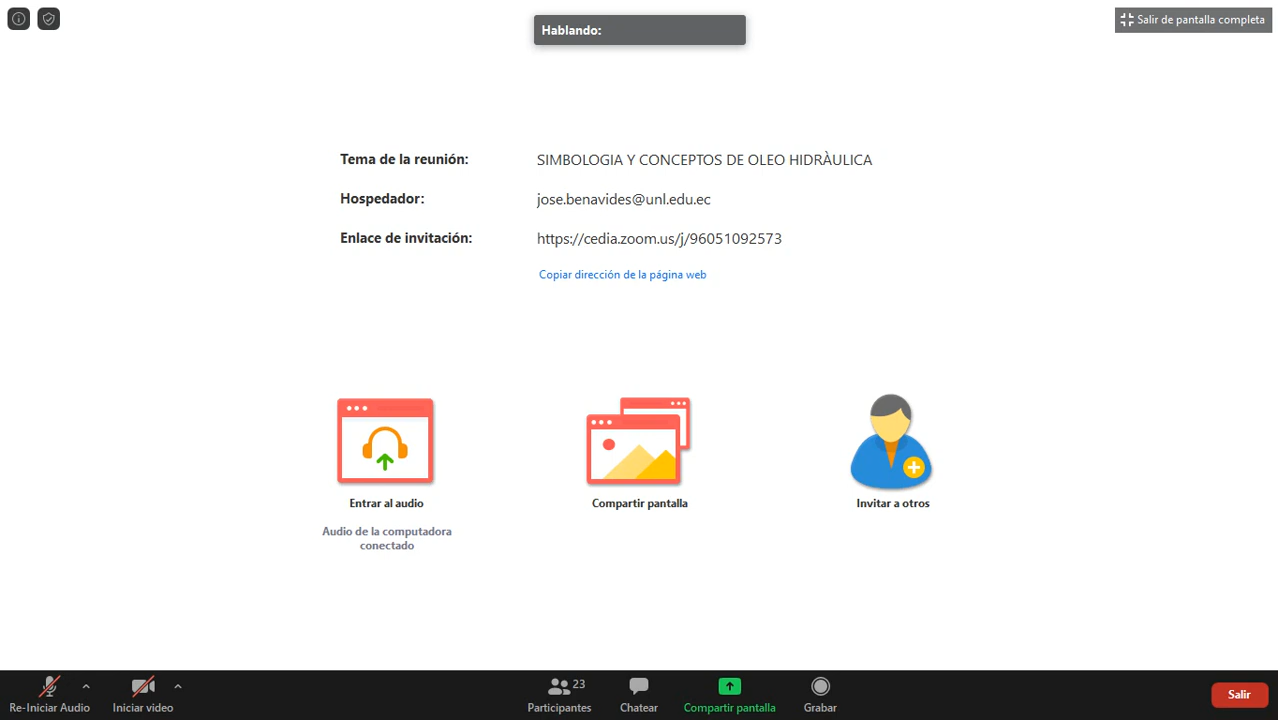 Hablando:
Salir de pantalla completa
Tema de la reunión: SIMBOLOGIA Y CONCEPTOS DE OLEO HIDRÀULICA
Hospedador: jose.benavides@unl.edu.ec
Enlace de invitación: https://cedia.zoom.us/j/96051092573
Copiar dirección de la página web
Entrar al audio
Audio de la computadora
conectado
Compartir pantalla
Invitar a otros
Re-Iniciar Audio
Iniciar video
23
Participantes
Chatear
Compartir pantalla
Grabar
Salir